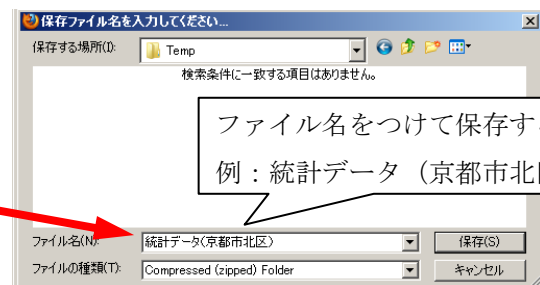 保存ファイル名を入力してください...
保存する場所(I):
Temp
検索条件に一致する項目はありません。
ファイル名をつけて保存す
例：統計データ（京都市北
ファイル名(N):
統計データ(京都市北区）
保存(S)
ファイルの種類(T):
Compressed (zipped) Folder
キャンセル